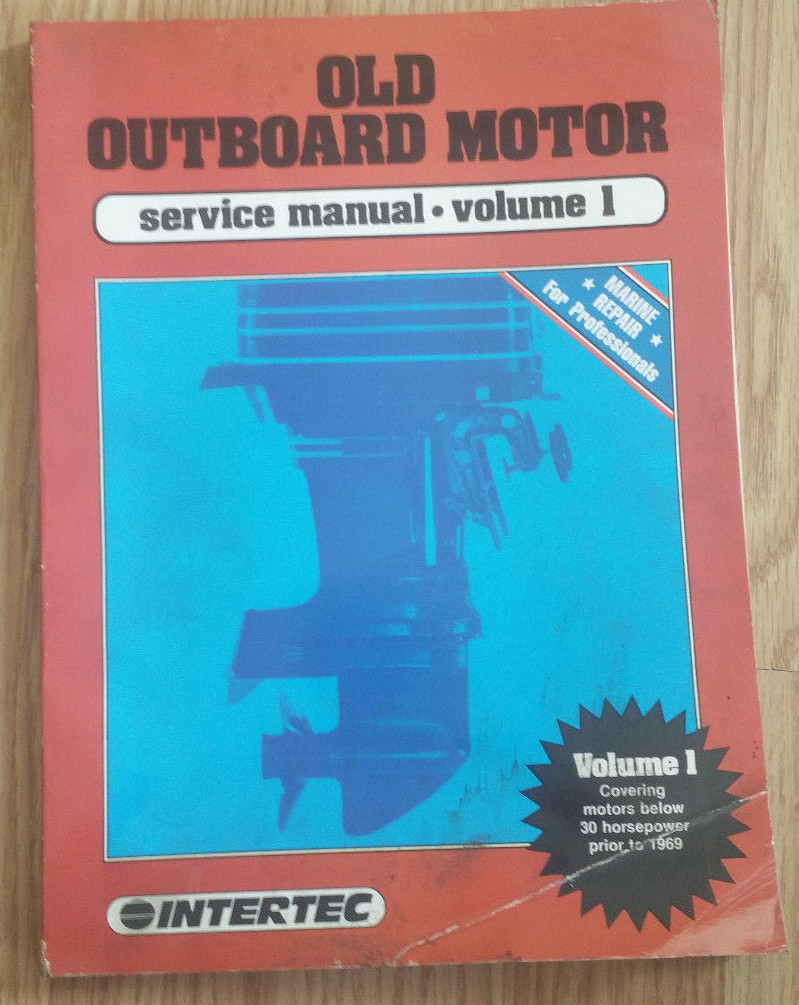 OLD
OUTBOARD MOTOR
service manual • volume 1
MARINE
★ REPAIR ★
For Professionals
Volume 1
Covering
motors below
30 horsepower
prior to 1969
INTERTEC